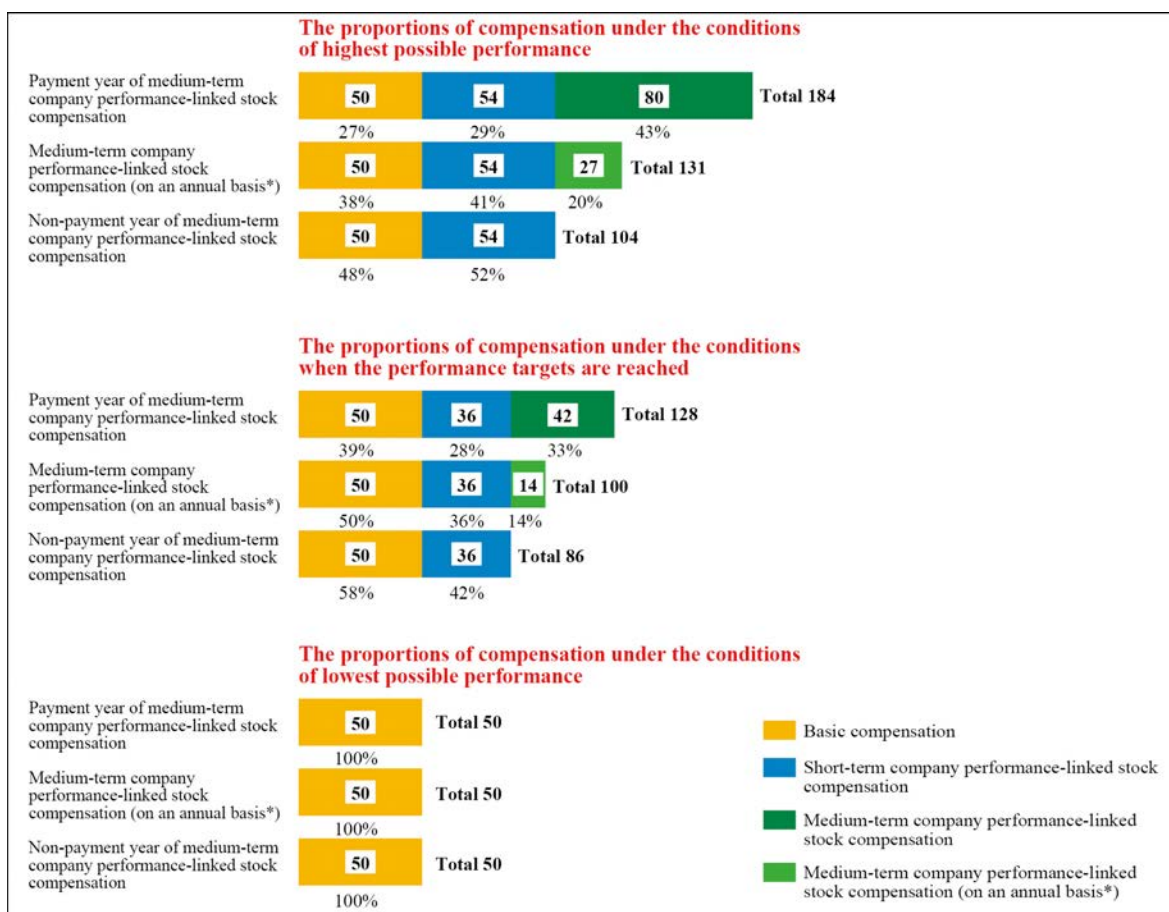 The proportions of compensation under the conditions
of highest possible performance
Payment year of medium-term
company performance-linked stock
compensation
50 54 80 Total 184
27% 29% 43%
Medium-term company
performance-linked stock
compensation (on an annual basis*)
50 54 27 Total 131
38% 41% 20%
Non-payment year of medium-term
company performance-linked stock
compensation
50 54 Total 104
48% 52%
The proportions of compensation under the conditions
when the performance targets are reached
Payment year of medium-term
company performance-linked stock
compensation
50 36 42 Total 128
39% 28% 33%
Medium-term company
performance-linked stock
compensation (on an annual basis*)
50 36 14 Total 100
50% 36% 14%
Non-payment year of medium-term
company performance-linked stock
compensation
50 36 Total 86
58% 42%
The proportions of compensation under the conditions
of lowest possible performance
Payment year of medium-term
company performance-linked stock
compensation
50 Total 50
100%
Medium-term company
performance-linked stock
compensation (on an annual basis*)
50 Total 50
100%
Non-payment year of medium-term
company performance-linked stock
compensation
50 Total 50
100%
Basic compensation
Short-term company performance-linked stock
compensation
Medium-term company performance-linked
stock compensation
Medium-term company performance-linked
stock compensation (on an annual basis*)